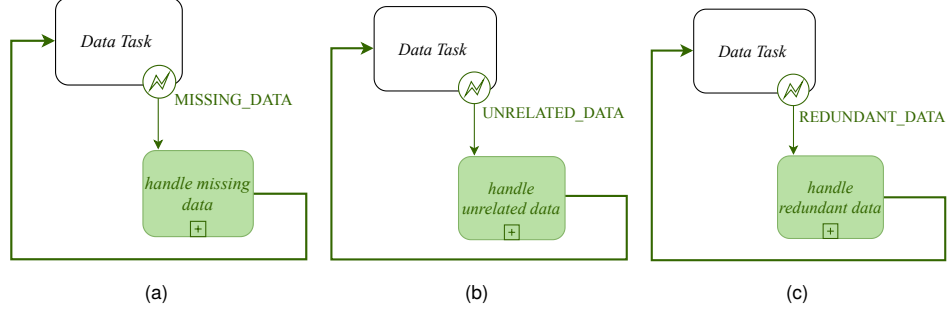 Data Task
MISSING_DATA
handle missing
data
+
(a)
Data Task
UNRELATED_DATA
handle
unrelated data
+
(b)
Data Task
REDUNDANT_DATA
handle
redundant data
+
(c)